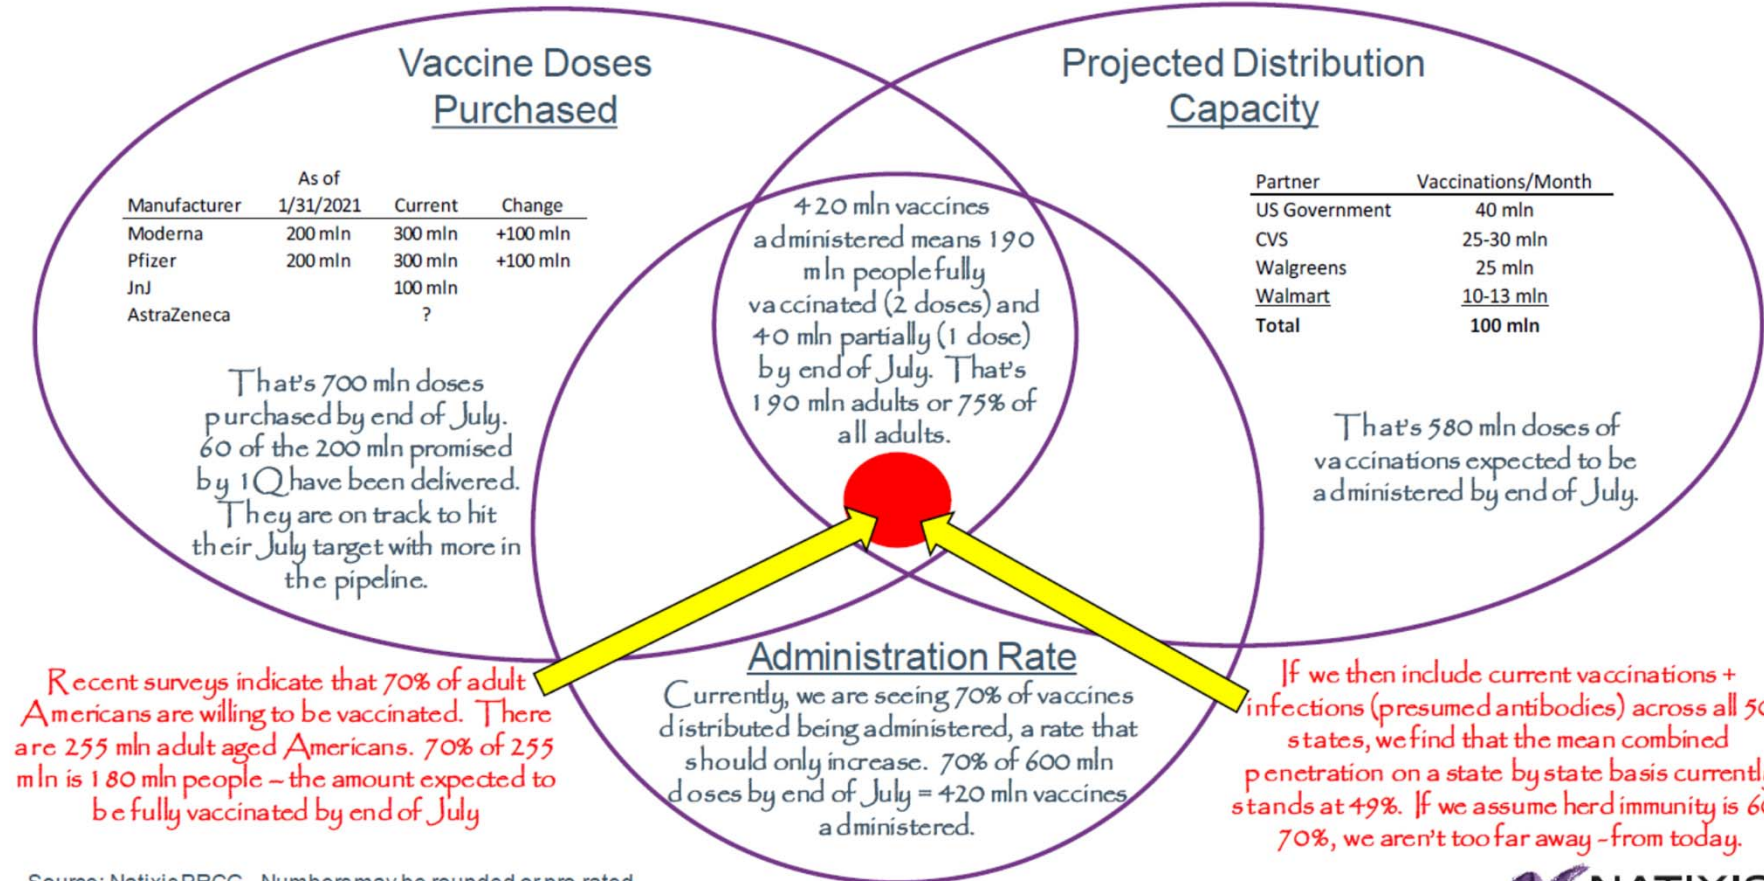 Vaccine Doses
Purchased
As of
Manufacturer 1/31/2021 Current Change
Moderna 200 mln 300 mln +100 mln
Pfizer 200 mln 300 mln +100 mln
JnJ 100 mln
AstraZeneca ?
That's 700 mln doses
purchased by end of July.
60 of the 200 mln promised
by 1Q have been delivered.
They are on track to hit
their July target with more in
the pipeline.
Projected Distribution
Capacity
Partner Vaccinations/Month
US Government 40 mln
CVS 25-30 mln
Walgreens 25 mln
Walmart 10-13 mln
Total 100 mln
That's 580 mln doses of
vaccinations expected to be
administered by end of July.
420 mln vaccines
administered means 190
mln people fully
vaccinated (2 doses) and
40 mln partially (1 dose)
by end of July. That's
190 mln adults or 75% of
all adults.
Administration Rate
Currently, we are seeing 70% of vaccines
distributed being administered, a rate that
should only increase. 70% of 600 mln
doses by end of July = 420 mln vaccines
administered.
Recent surveys indicate that 70% of adult
Americans are willing to be vaccinated. There
are 255 mln adult aged Americans. 70% of 255
mln is 180 mln people – the amount expected to
be fully vaccinated by end of July
If we then include current vaccinations +
infections (presumed antibodies) across all
states, we find that the mean combined
penetration on a state by state basis
stands at 49%. If we assume herd immunity is
70%, we aren't too far away -from today.
Source: Natixis Numbers may be rounded or pro-rated
NATIXIS